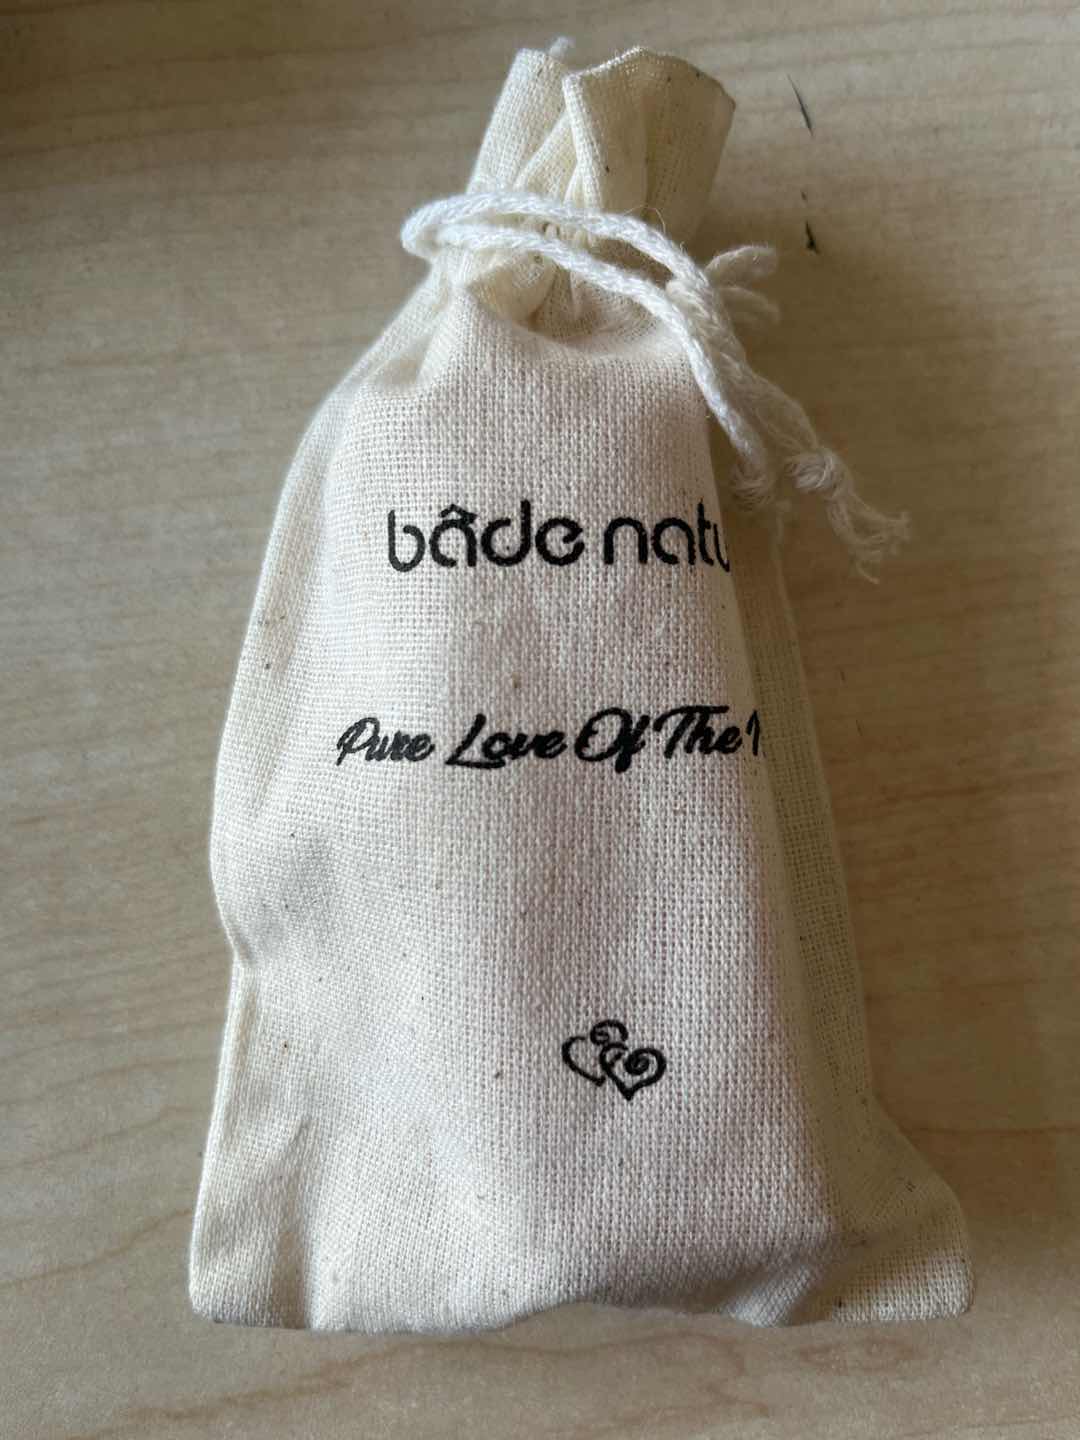 bâde natu
Pure Love Of The